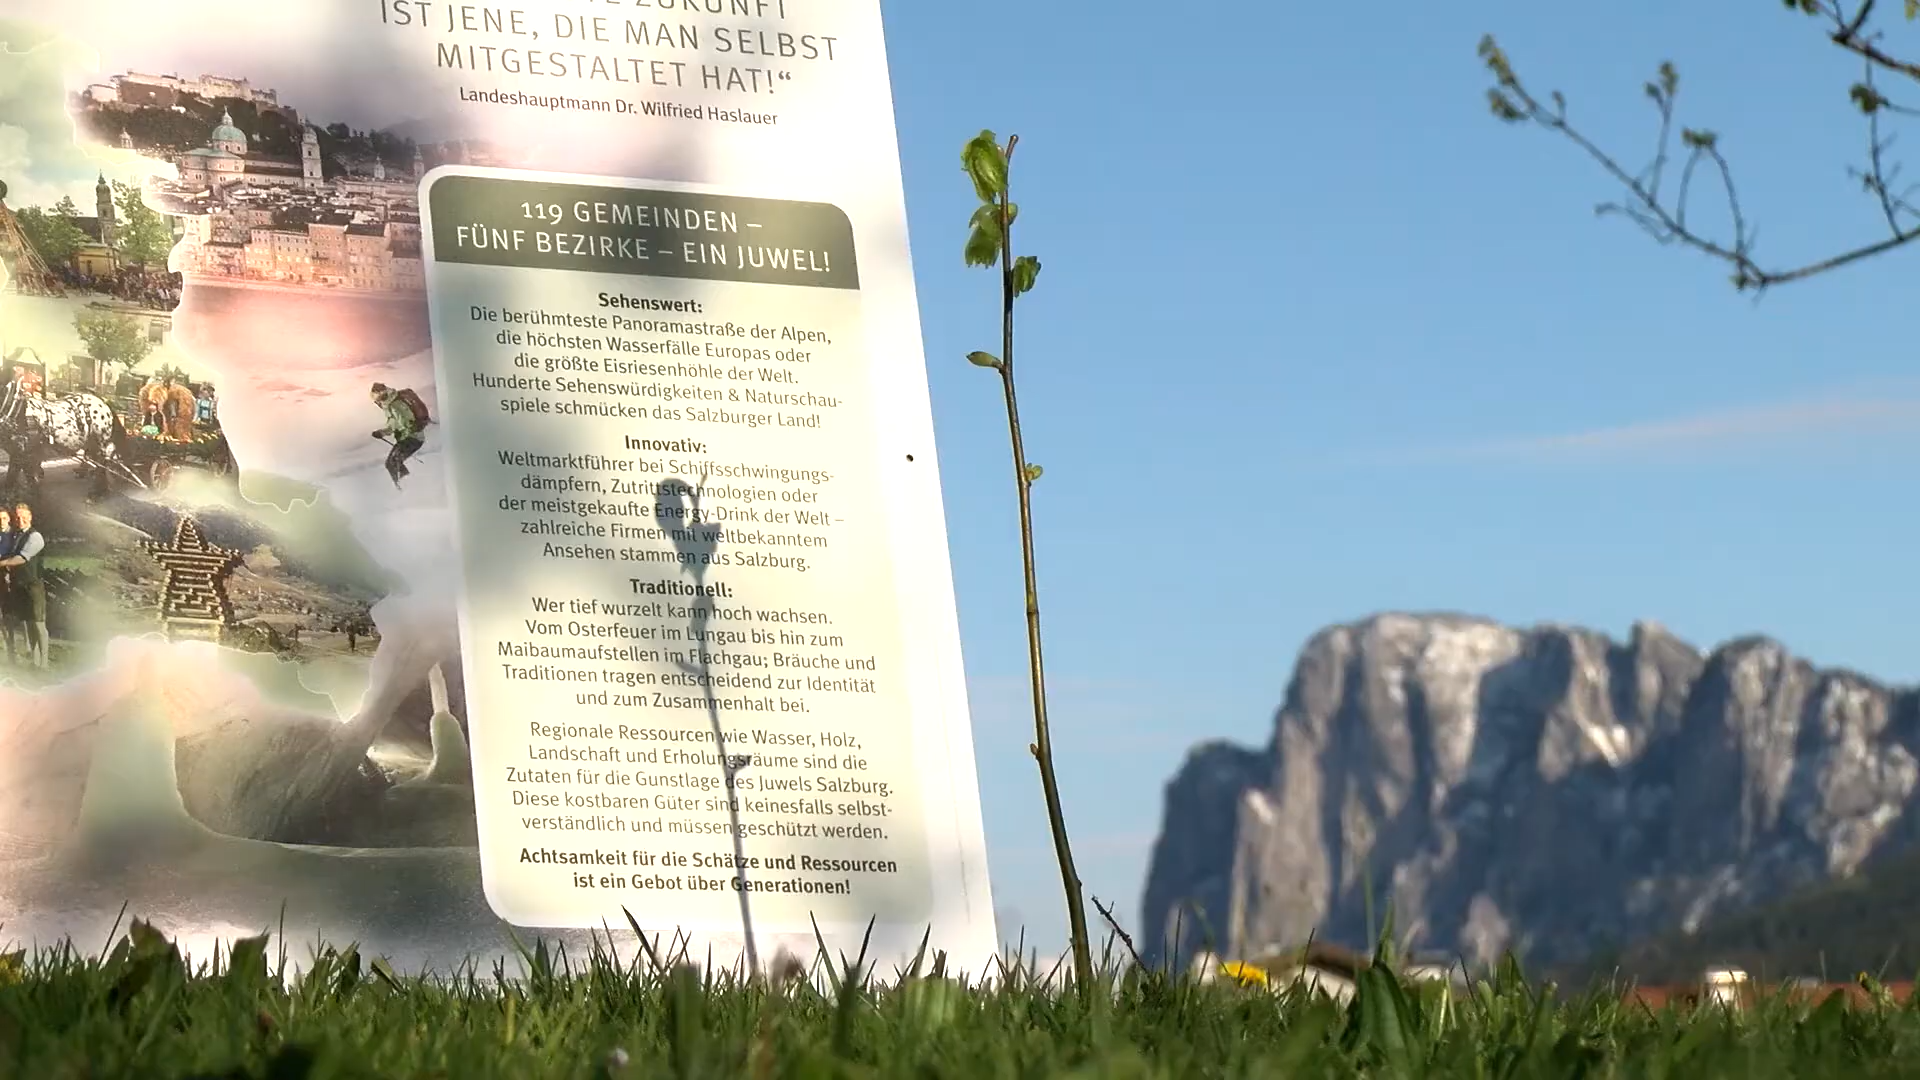 ZUKUNFT
IST JENE, DIE MAN SELBST
MITGESTALTET HAT!“
Landeshauptmann Dr. Wilfried Haslauer
119 GEMEINDEN –
FÜNF BEZIRKE – EIN JUWEL!
Sehenswert:
Die berühmteste Panoramastraße der Alpen,
die höchsten Wasserfälle Europas oder
die größte Eisriesenhöhle der Welt.
Hunderte Sehenswürdigkeiten & Naturschau-
spiele schmücken das Salzburger Land!
Innovativ:
Weltmarktführer bei Schiffsschwingungs-
dämpfern, Zutrittstechnologien oder
der meistgekaufte Energy-Drink der Welt –
zahlreiche Firmen mit weltbekanntem
Ansehen stammen aus Salzburg.
Traditionell:
Wer tief wurzelt kann hoch wachsen.
Vom Osterfeuer im Lungau bis hin zum
Maibaumaufstellen im Flachgau; Bräuche und
Traditionen tragen entscheidend zur Identität
und zum Zusammenhalt bei.
Regionale Ressourcen wie Wasser, Holz,
Landschaft und Erholungsräume sind die
Zutaten für die Gunstlage des Juwels Salzburg.
Diese kostbaren Güter sind keinesfalls selbst-
verständlich und müssen geschützt werden.
Achtsamkeit für die Schätze und Ressourcen
ist ein Gebot über Generationen!